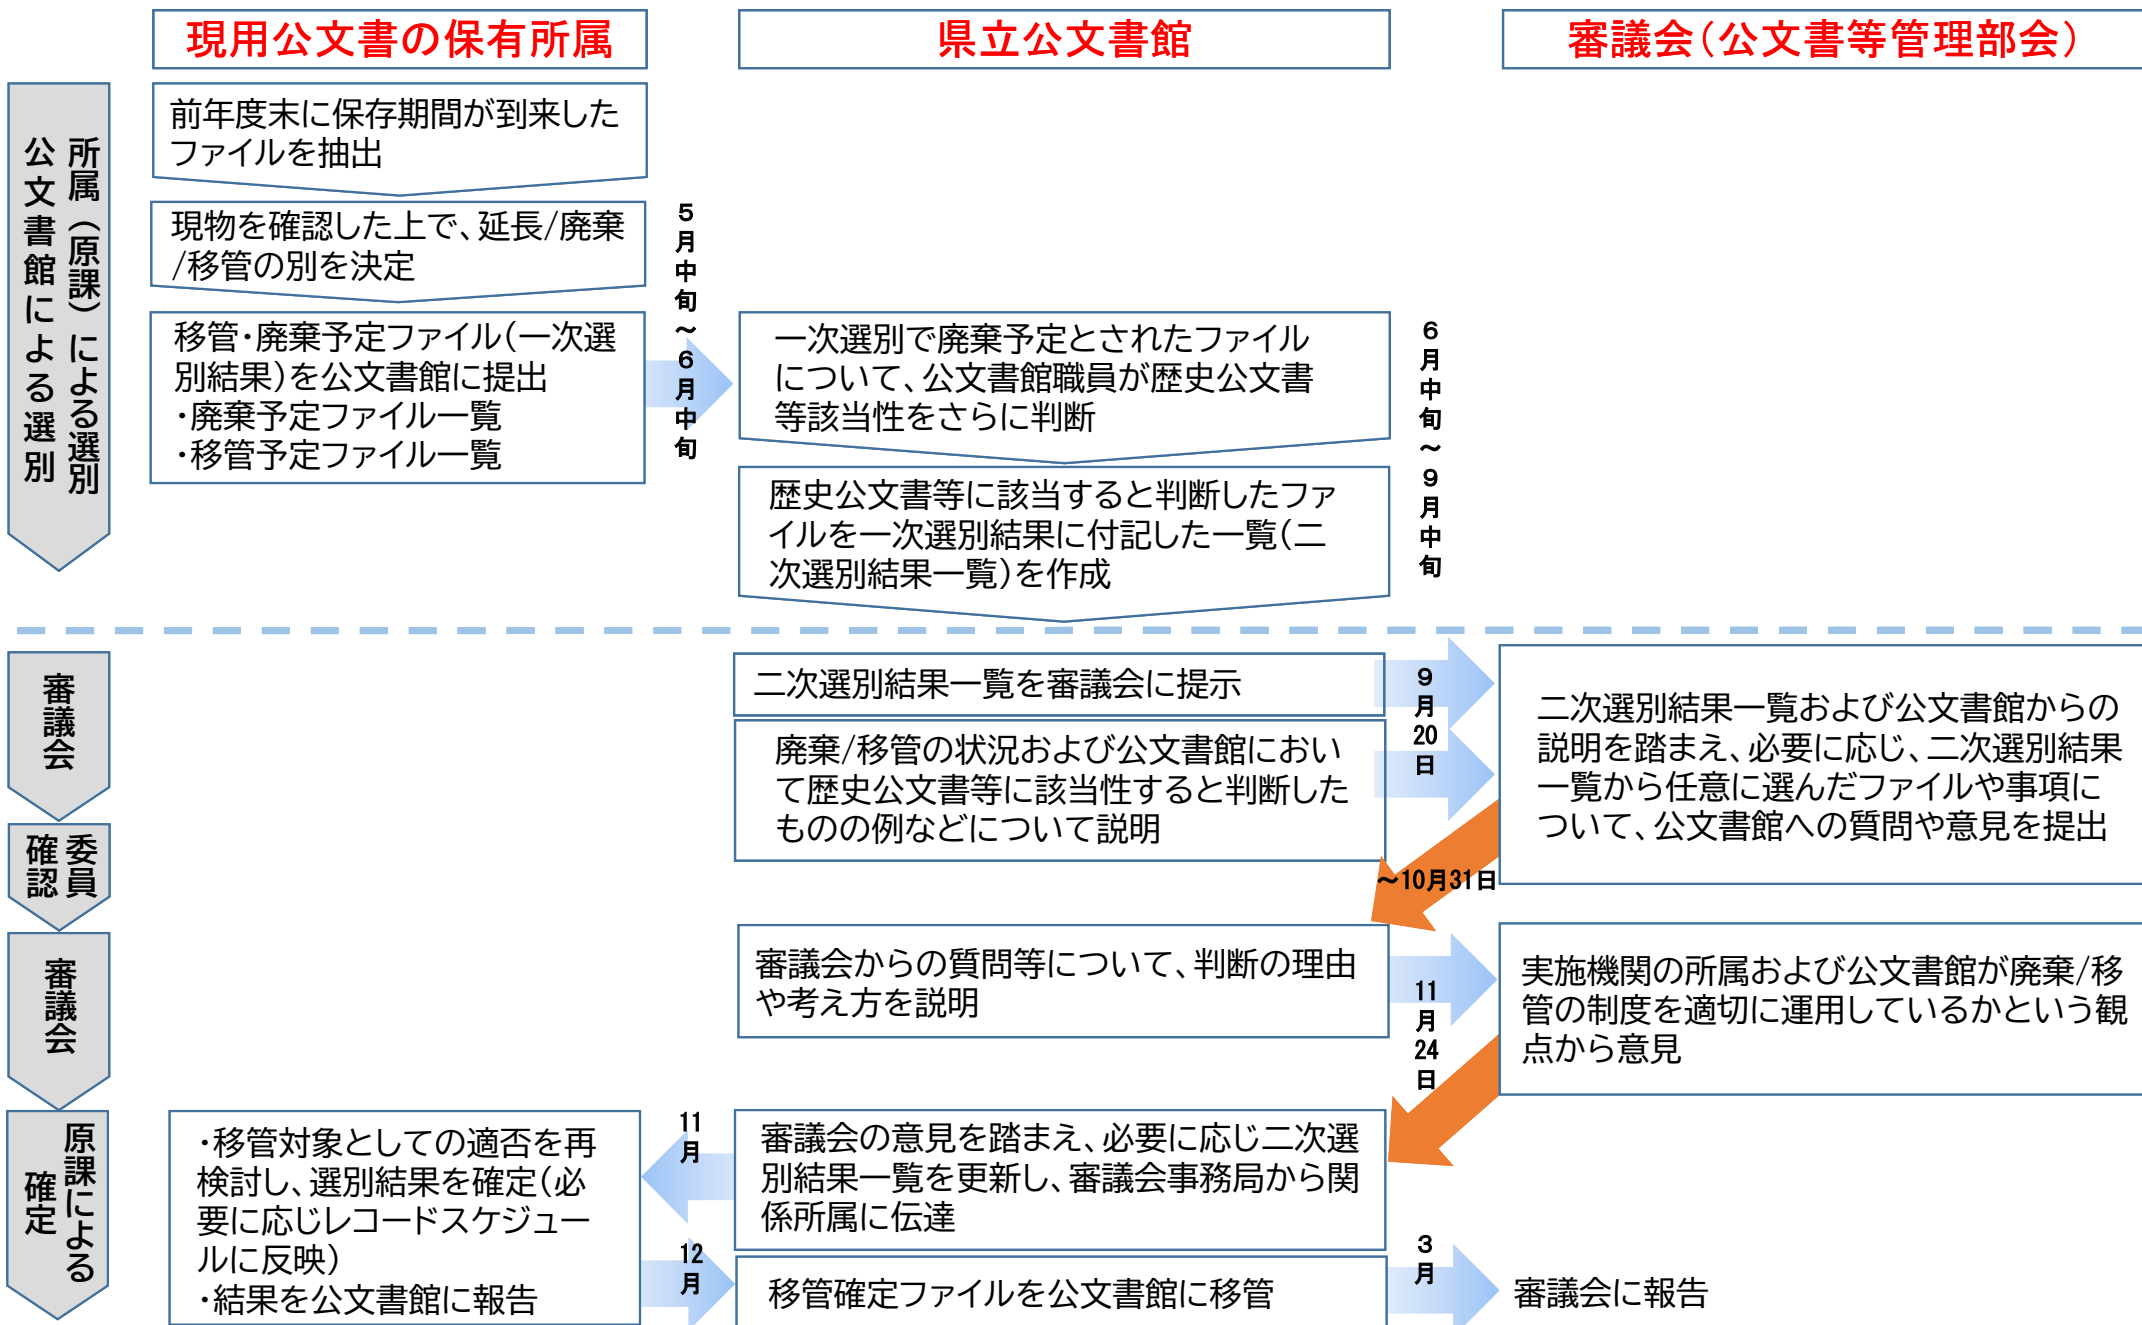 現用公文書の保有所属
県立公文書館
審議会(公文書等管理部会)
所属(原課)による選別
公文書館による選別
前年度末に保存期間が到来した
ファイルを抽出
現物を確認した上で、延長/廃棄
/移管の別を決定
移管・廃棄予定ファイル(一次選
別結果)を公文書館に提出
・廃棄予定ファイル一覧
・移管予定ファイル一覧
5月中旬～6月中旬
一次選別で廃棄予定とされたファイル
について、公文書館職員が歴史公文書
等該当性をさらに判断
歴史公文書等に該当すると判断したファ
イルを一次選別結果に付記した一覧(二
次選別結果一覧)を作成
6月中旬～9月中旬
審議会
二次選別結果一覧を審議会に提示
廃棄/移管の状況および公文書館におい
て歴史公文書等に該当性すると判断した
ものの例などについて説明
9月20日
二次選別結果一覧および公文書館からの
説明を踏まえ、必要に応じ、二次選別結果
一覧から任意に選んだファイルや事項に
ついて、公文書館への質問や意見を提出
委員
確認
～10月31日
審議会
審議会からの質問等について、判断の理由
や考え方を説明
11月24日
実施機関の所属および公文書館が廃棄/移
管の制度を適切に運用しているかという観
点から意見
原課による
確定
審議会の意見を踏まえ、必要に応じ二次選
別結果一覧を更新し、審議会事務局から関
係所属に伝達
11月
・移管対象としての適否を再
検討し、選別結果を確定(必
要に応じレコードスケジュー
ルに反映)
・結果を公文書館に報告
12月
移管確定ファイルを公文書館に移管
3月
審議会に報告